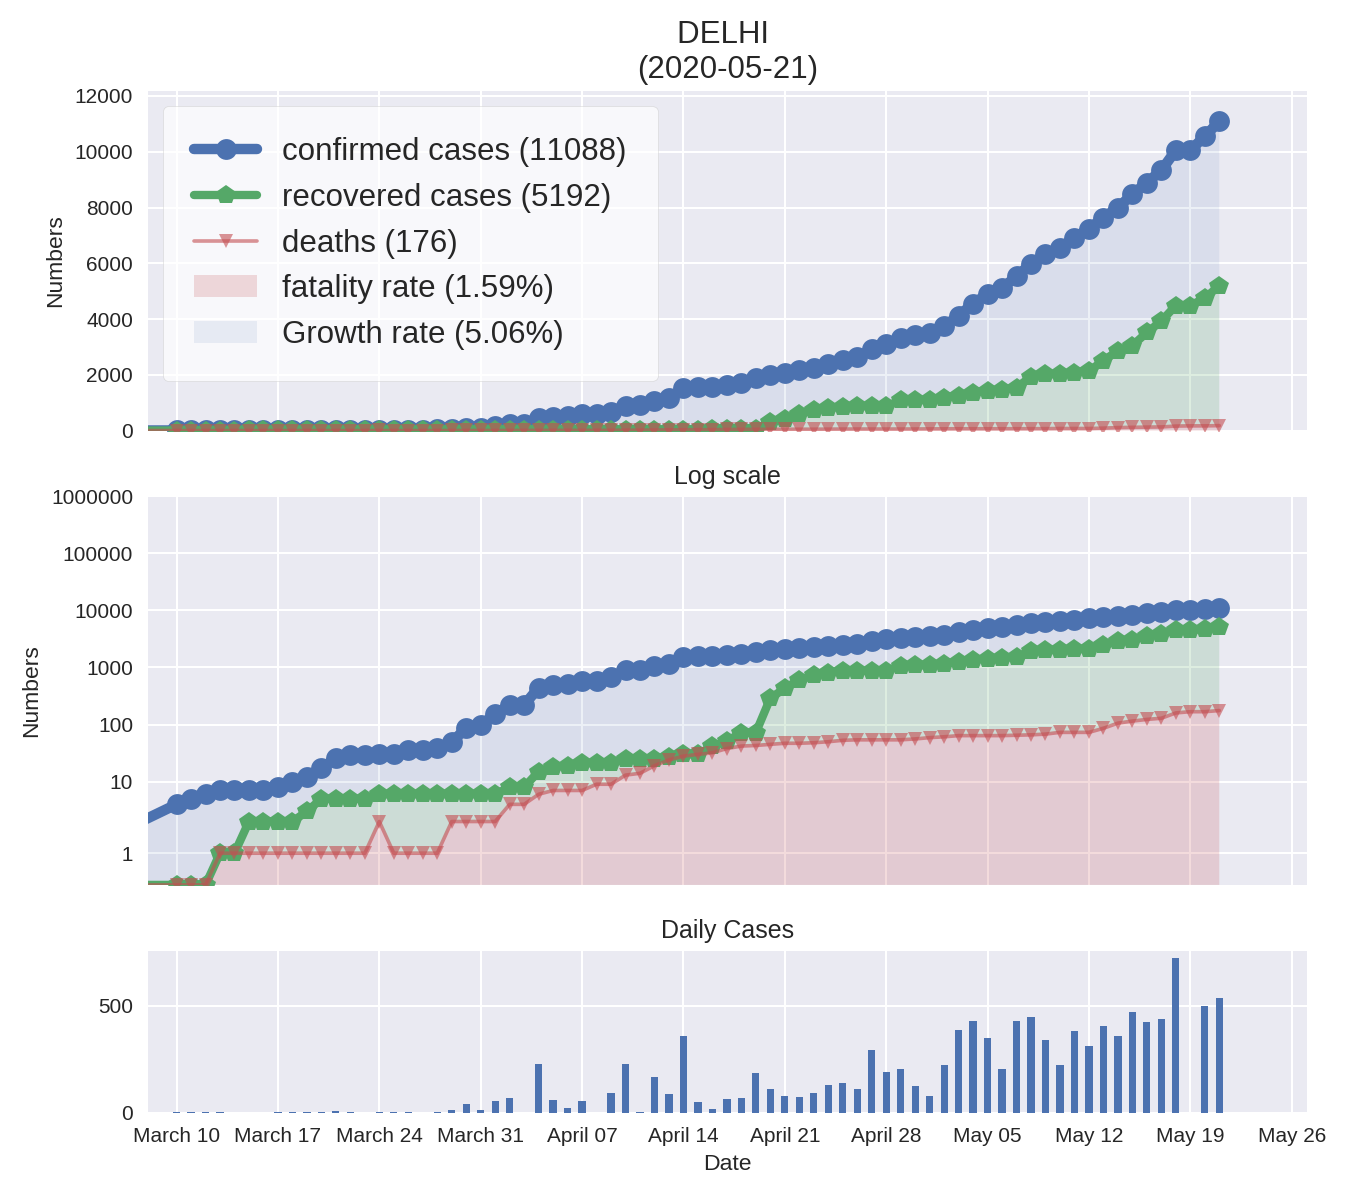 DELHI
(2020-05-21)
12000
10000
8000
6000
4000
2000
0
Numbers
confirmed cases (11088)
recovered cases (5192)
deaths (176)
fatality rate (1.59%)
Growth rate (5.06%)
Log scale
1000000
100000
10000
1000
100
10
1
Numbers
Daily Cases
500
0
March 10 March 17 March 24 March 31 April 07 April 14 April 21 April 28 May 05 May 12 May 19 May 26
Date